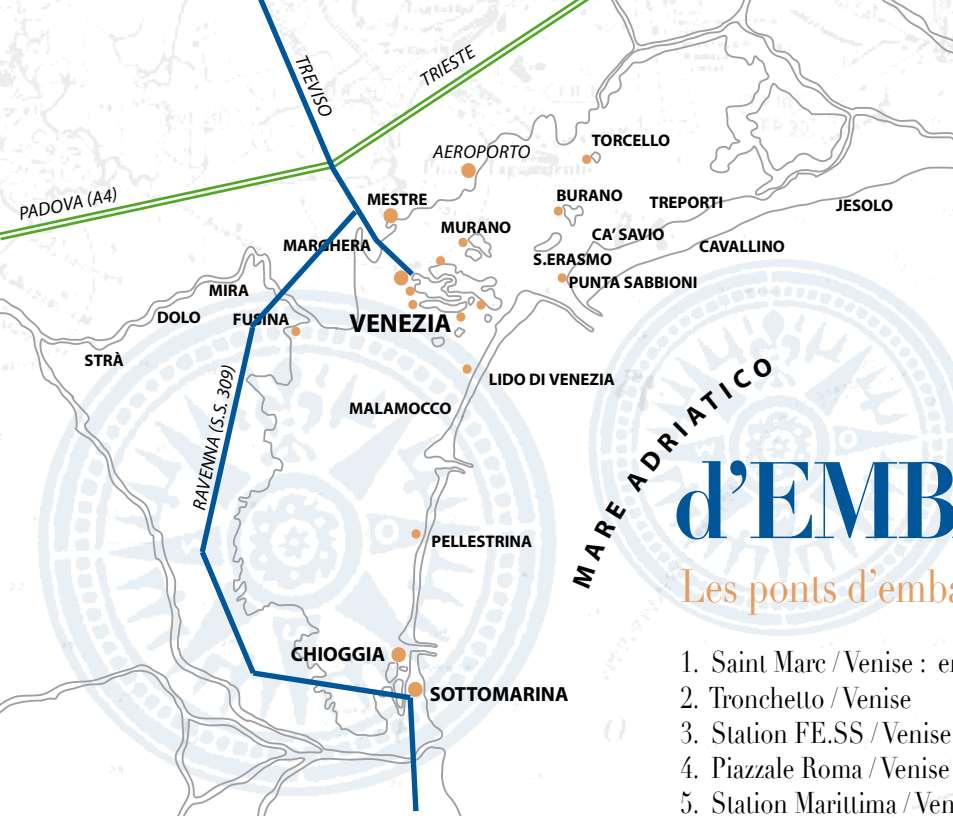 TREVISO
TRIESTE
AEROPORTO
TORCELLO
PADOVA (A4)
MESTRE
BURANO
TREPORTI
JESOLO
MURANO
CA' SAVIO
MARGHERA
CAVALLINO
S.ERASMO
PUNTA SABBIONI
MIRA
DOLO
FUSINA
VENEZIA
STRÀ
LIDO DI VENEZIA
MALAMOCCO
RAVENNA (S.S. 309)
MARE ADRIATICO
d'EMB
PELLESTRINA
Les ponts d'emba
CHIOGGIA
SOTTOMARINA
1. Saint Marc / Venise : e
2. Tronchetto / Venise
3. Station FE.SS / Venise
4. Piazzale Roma / Venise
5. Station Marittima / Ven